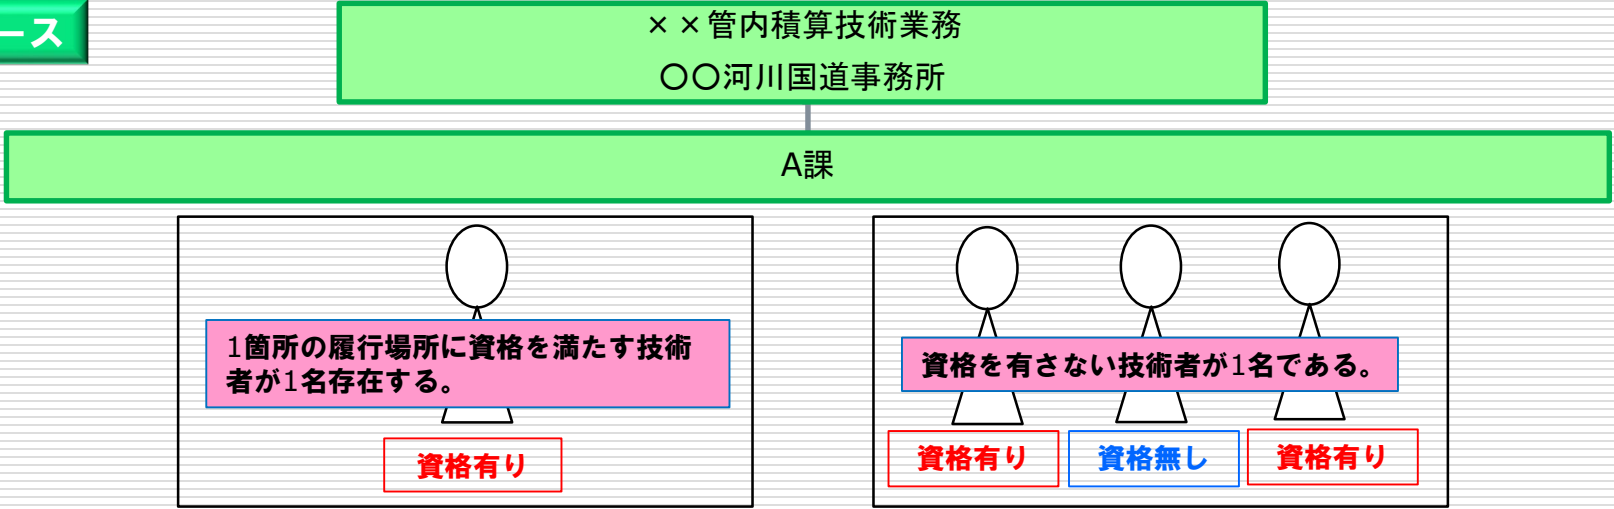 ース
××管内積算技術業務
〇〇河川国道事務所
A課
1箇所の履行場所に資格を満たす技術
者が1名存在する。
資格を有さない技術者が1名である。
資格有り
資格有り
資格無し
資格有り